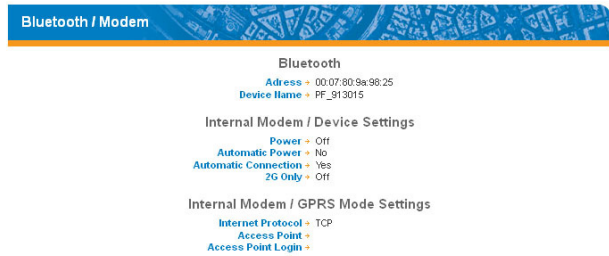 Bluetooth / Modem
Bluetooth
Adress → 00:07:80:9a:98:25
Device Name → PF_913015
Internal Modem / Device Settings
Power → Off
Automatic Power → No
Automatic Connection → Yes
2G Only → Off
Internal Modem / GPRS Mode Settings
Internet Protocol → TCP
Access Point →
Access Point Login →